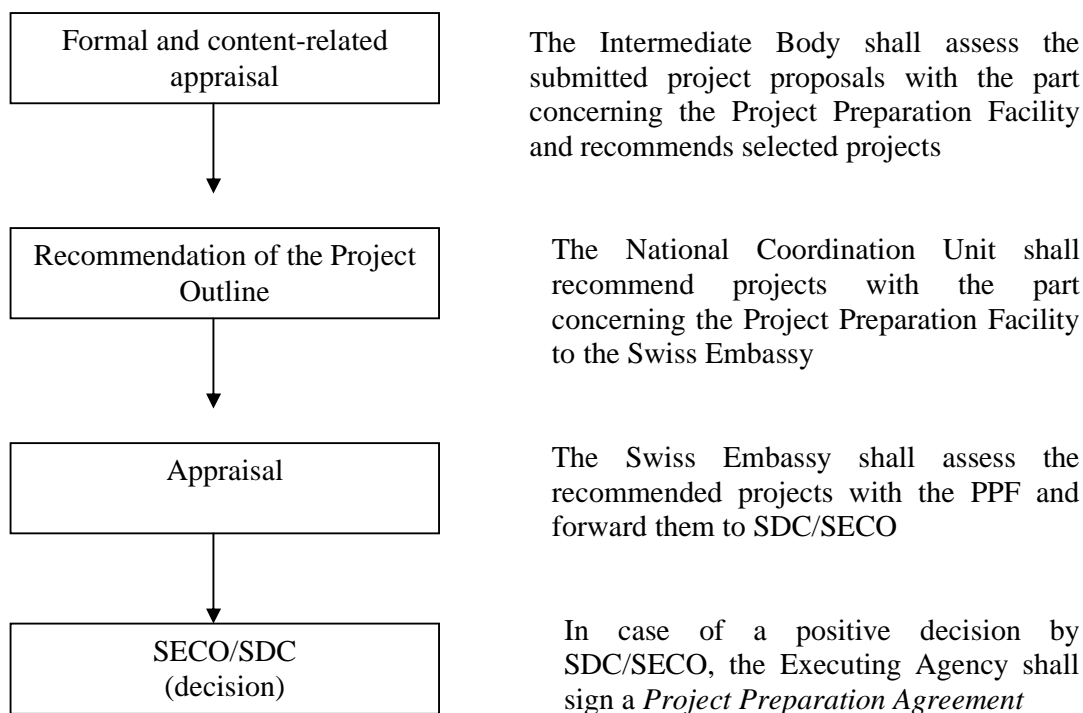 Formal and content-related
appraisal
The Intermediate Body shall assess the
submitted project proposals with the part
concerning the Project Preparation Facility
and recommends selected projects
Recommendation of the Project
Outline
The National Coordination Unit shall
recommend projects with the part
concerning the Project Preparation Facility
to the Swiss Embassy
Appraisal
The Swiss Embassy shall assess the
recommended projects with the PPF and
forward them to SDC/SECO
SECO/SDC
(decision)
In case of a positive decision by
SDC/SECO, the Executing Agency shall
sign a Project Preparation Agreement